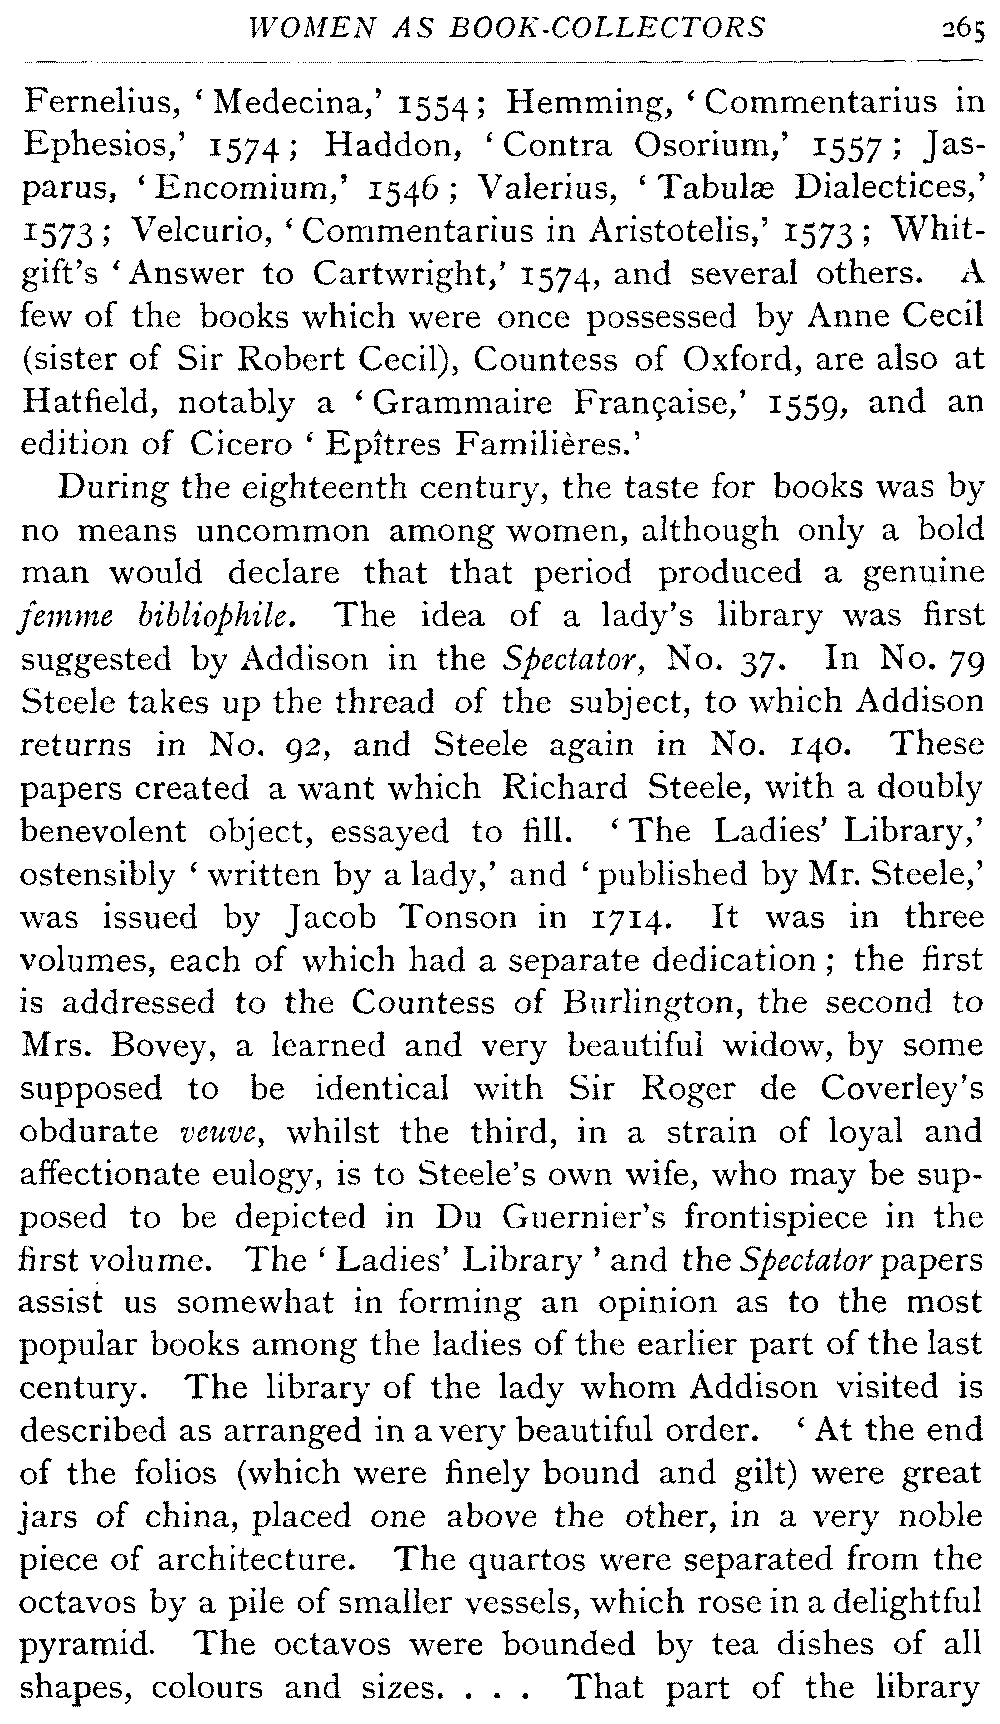 WOMEN AS BOOK-COLLECTORS 265
Fernelius, ‘Medecina,’ 1554; Hemming, ‘Commentarius in
Ephesios,’ 1574; Haddon, ‘Contra Osorium,’ 1557; Jas-
parus, ‘Encomium,’ 1546; Valerius, ‘Tabulæ Dialectices,’
1573; Velcurio, ‘Commentarius in Aristotelis,’ 1573; Whit-
gift’s ‘Answer to Cartwright,’ 1574, and several others. A
few of the books which were once possessed by Anne Cecil
(sister of Sir Robert Cecil), Countess of Oxford, are also at
Hatfield, notably a ‘Grammaire Française,’ 1559, and an
edition of Cicero ‘Epîtres Familières.’
During the eighteenth century, the taste for books was by
no means uncommon among women, although only a bold
man would declare that that period produced a genuine
femme bibliophile. The idea of a lady’s library was first
suggested by Addison in the Spectator, No. 37. In No. 79
Steele takes up the thread of the subject, to which Addison
returns in No. 92, and Steele again in No. 140. These
papers created a want which Richard Steele, with a doubly
benevolent object, essayed to fill. ‘The Ladies’ Library,’
ostensibly ‘written by a lady,’ and ‘published by Mr. Steele,’
was issued by Jacob Tonson in 1714. It was in three
volumes, each of which had a separate dedication; the first
is addressed to the Countess of Burlington, the second to
Mrs. Bovey, a learned and very beautiful widow, by some
supposed to be identical with Sir Roger de Coverley’s
obdurate veuve, whilst the third, in a strain of loyal and
affectionate eulogy, is to Steele’s own wife, who may be sup-
posed to be depicted in Du Guernier’s frontispiece in the
first volume. The ‘Ladies’ Library’ and the Spectator papers
assist us somewhat in forming an opinion as to the most
popular books among the ladies of the earlier part of the last
century. The library of the lady whom Addison visited is
described as arranged in a very beautiful order. ‘At the end
of the folios (which were finely bound and gilt) were great
jars of china, placed one above the other, in a very noble
piece of architecture. The quartos were separated from the
octavos by a pile of smaller vessels, which rose in a delightful
pyramid. The octavos were bounded by tea dishes of all
shapes, colours and sizes. . . . That part of the library